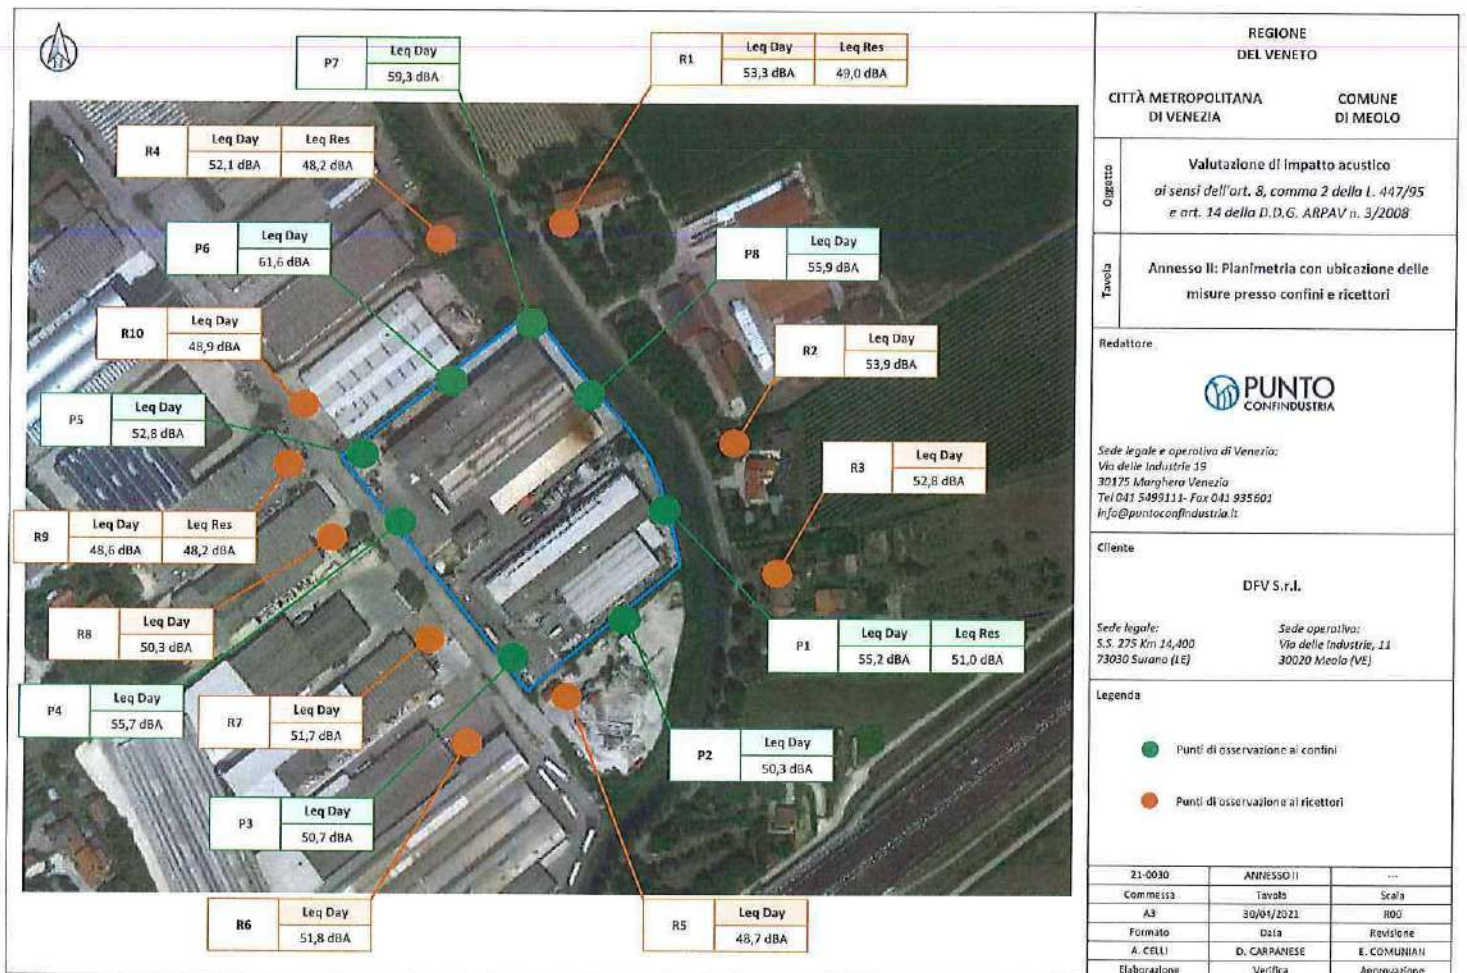 P7
Leq Day
59,3 dBA
R1
Leq Day Leq Res
53,3 dBA 49,0 dBA
R4
Leq Day Leq Res
52,1 dBA 48,2 dBA
P6
Leq Day
61,6 dBA
P8
Leq Day
55,9 dBA
R10
Leq Day
48,9 dBA
R2
Leq Day
53,9 dBA
P5
Leq Day
52,8 dBA
R3
Leq Day
52,8 dBA
R9
Leq Day Leq Res
48,6 dBA 48,2 dBA
R8
Leq Day
50,3 dBA
P1
Leq Day Leq Res
55,2 dBA 51,0 dBA
P4
Leq Day
55,7 dBA
R7
Leq Day
51,7 dBA
P2
Leq Day
50,3 dBA
P3
Leq Day
50,7 dBA
R6
Leq Day
51,8 dBA
R5
Leq Day
48,7 dBA
REGIONE
DEL VENETO
CITTÀ METROPOLITANA COMUNE
DI VENEZIA DI MEOLO
Oggetto
Valutazione di impatto acustico
ai sensi dell'art. 8, comma 2 della L. 447/95
e art. 14 della D.D.G. ARPAV n. 3/2008
Tavola
Annesso II: Planimetria con ubicazione delle
misure presso confini e ricettori
Redattore
PUNTO
CONFINDUSTRIA
Sede legale e operativa di Venezia:
Via delle Industrie 19
30175 Marghera Venezia
Tel 041 5499111- Fax 041 935601
info@puntoconfindustria.it
Cliente
DFV S.r.l.
Sede legale: Sede operativa:
S.S. 275 Km 14,400 Via delle Industrie, 11
73030 Surano (LE) 30020 Meolo (VE)
Legenda
Punti di osservazione ai confini
Punti di osservazione ai ricettori
21-0030 ANNESSO II ---
Commessa Tavola Scala
A3 30/04/2021 R00
Formato Data Revisione
A. CELLI D. CARPANESE E. COMUNIAN
Elaborazione Verifica Approvazione